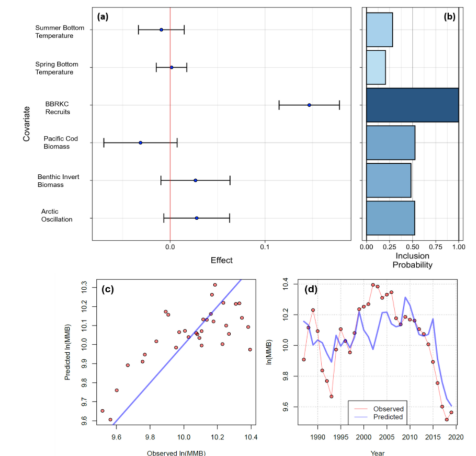 (a)
(b)
Summer Bottom
Temperature
Spring Bottom
Temperature
BBRKC
Recruits
Pacific Cod
Biomass
Benthic Invert
Biomass
Arctic
Oscillation
Covariate
0.0
0.1
Effect
0.00
0.25
0.50
0.75
1.00
Inclusion
Probability
(c)
10.3
10.2
10.1
10.0
9.9
9.8
9.7
9.6
Predicted ln(MMB)
9.6
9.8
10.0
10.2
10.4
Observed ln(MMB)
(d)
10.4
10.2
10.0
9.8
9.6
ln(MMB)
Observed
Predicted
1990
1995
2000
2005
2010
2015
2020
Year